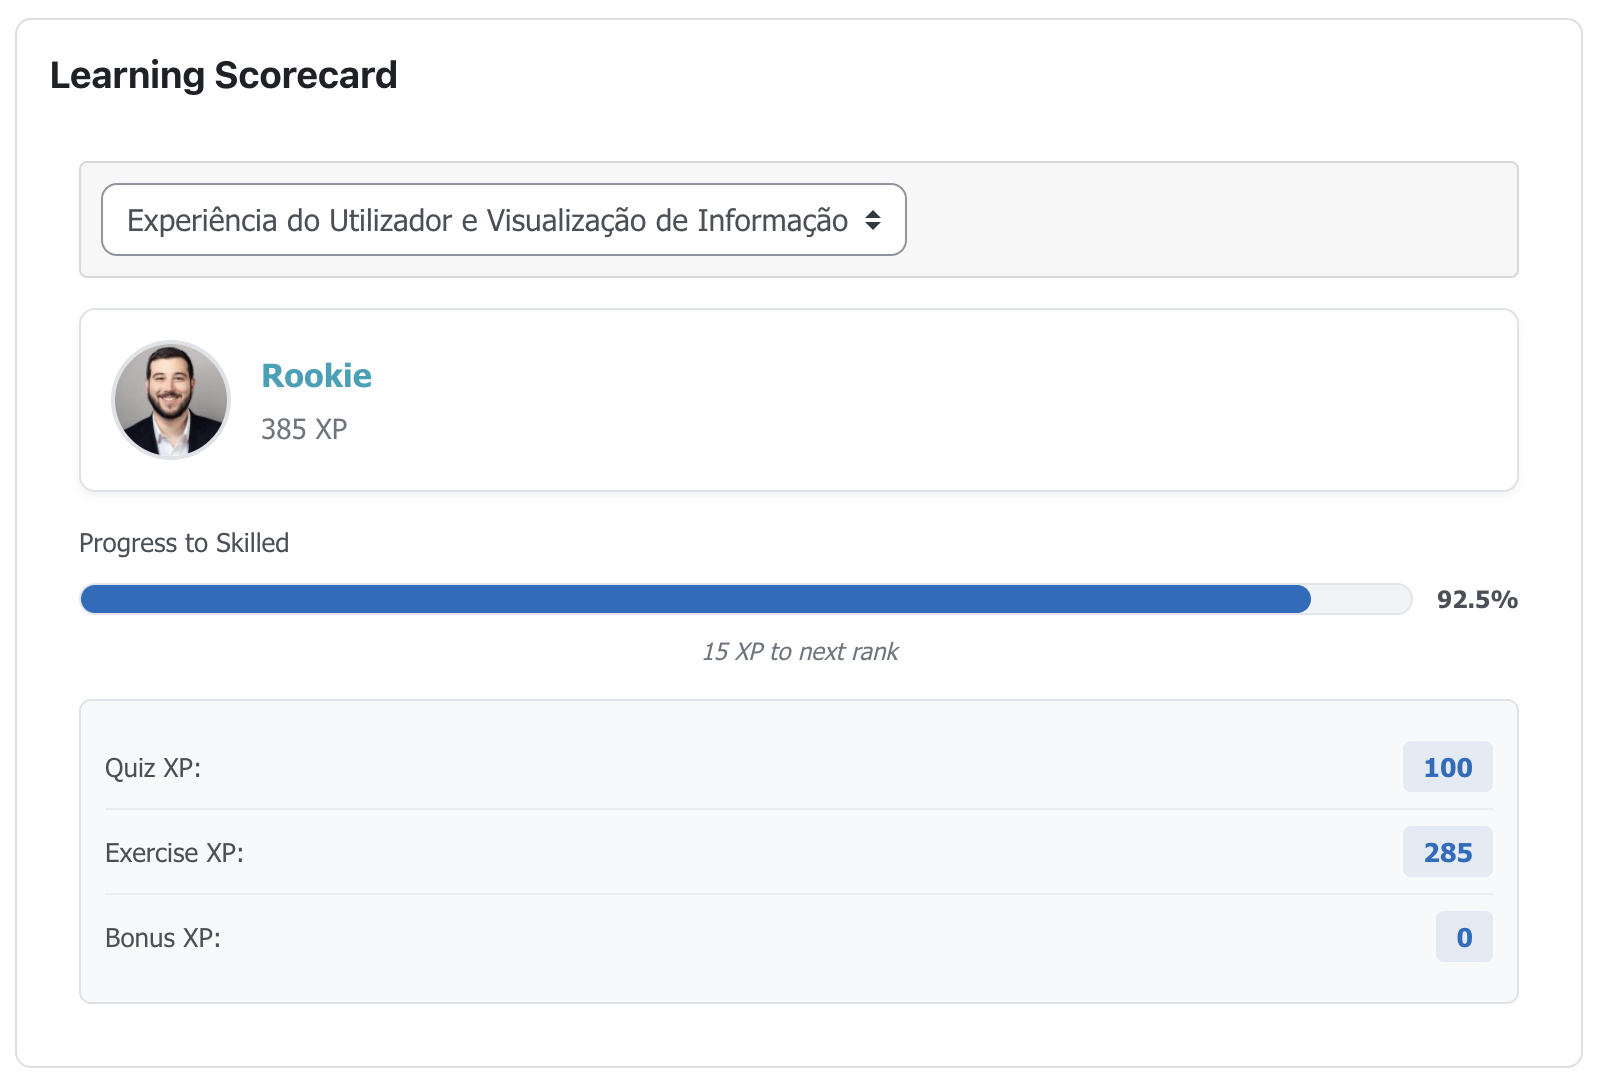 Learning Scorecard
Experiência do Utilizador e Visualização de Informação
Rookie
385 XP
Progress to Skilled
92.5%
15 XP to next rank
Quiz XP:
100
Exercise XP:
285
Bonus XP:
0